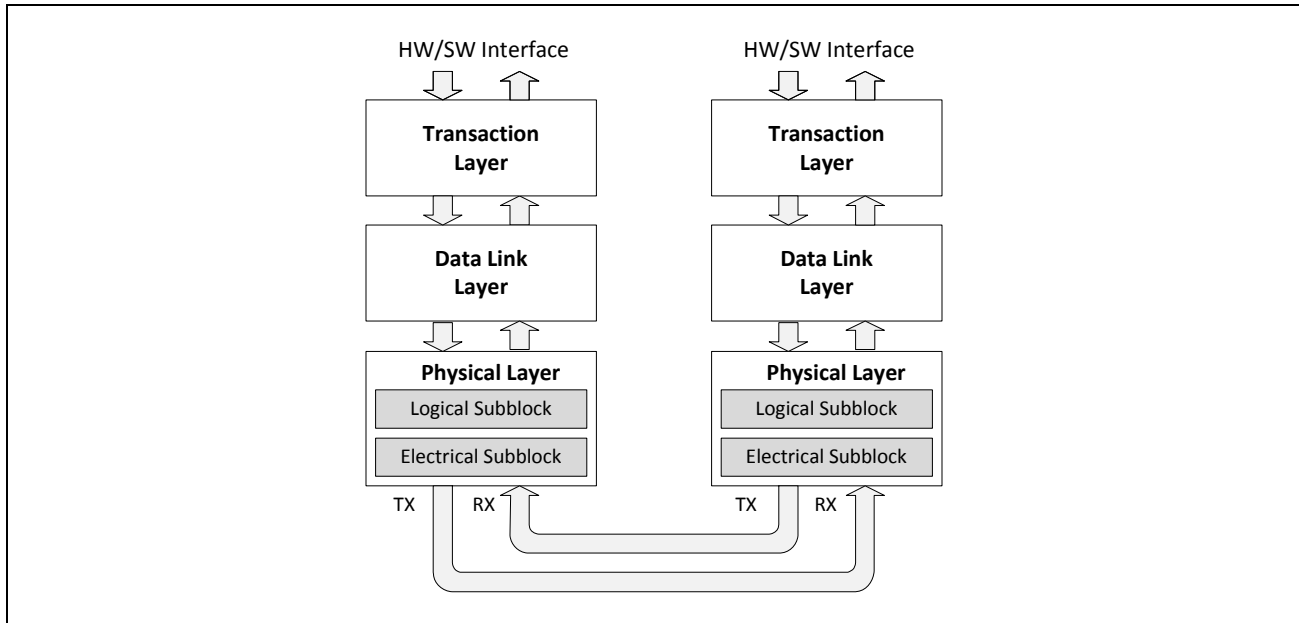 HW/SW Interface
Transaction
Layer
Data Link
Layer
Physical Layer
Logical Subblock
Electrical Subblock
TX
RX
HW/SW Interface
Transaction
Layer
Data Link
Layer
Physical Layer
Logical Subblock
Electrical Subblock
TX
RX